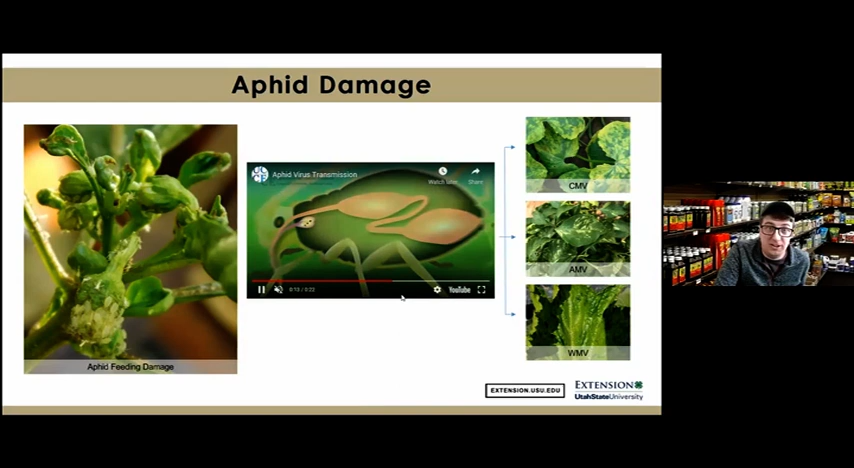 Aphid Damage
Aphid Virus Transmission
Watch later
Share
0:13 / 0:22
YouTube
Aphid Feeding Damage
CMV
AMV
WMV
EXTENSION.USU.EDU
EXTENSION
UtahStateUniversity